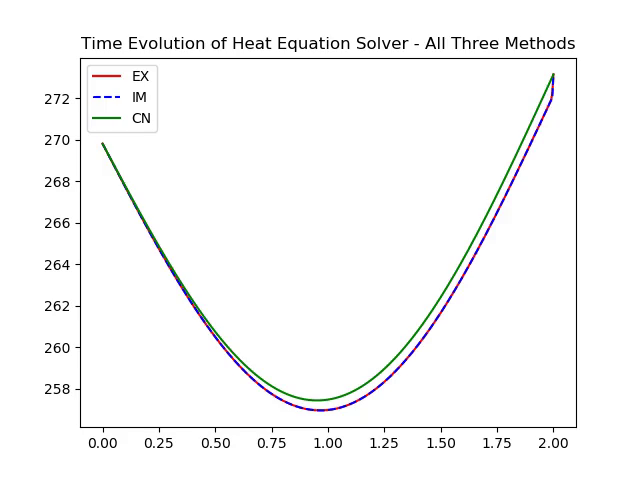 Time Evolution of Heat Equation Solver - All Three Methods
EX
IM
CN
272
270
268
266
264
262
260
258
0.00 0.25 0.50 0.75 1.00 1.25 1.50 1.75 2.00